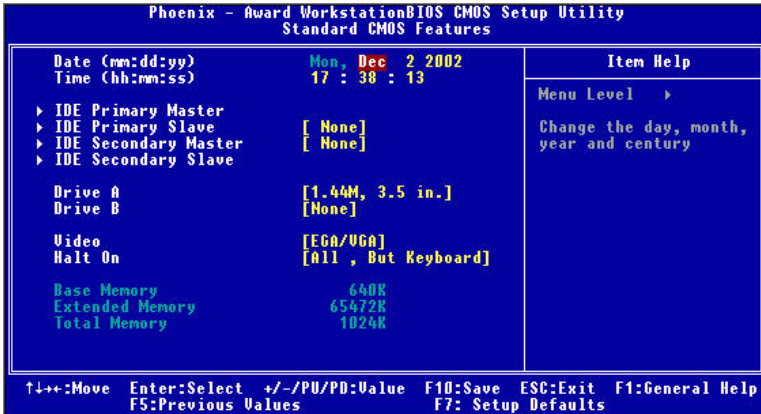 Phoenix - Award WorkstationBIOS CMOS Setup Utility
Standard CMOS Features
Date (mm:dd:yy) Mon, Dec 2 2002
Time (hh:mm:ss) 17 : 38 : 13
IDE Primary Master
IDE Primary Slave [ None]
IDE Secondary Master [ None]
IDE Secondary Slave
Drive A [1.44M, 3.5 in.]
Drive B [None]
Video [EGA/VGA]
Halt On [All , But Keyboard]
Base Memory 640K
Extended Memory 65472K
Total Memory 1024K
Item Help
Menu Level
Change the day, month,
year and century
↑↓→←:Move Enter:Select +/-/PU/PD:Value F10:Save ESC:Exit F1:General Help
F5:Previous Values F7: Setup Defaults